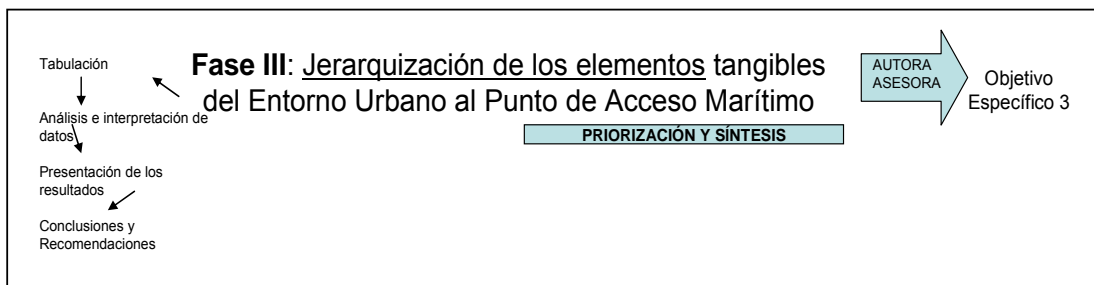 Tabulación
Análisis e interpretación de
datos
Presentación de los
resultados
Conclusiones y
Recomendaciones
Fase III: Jerarquización de los elementos tangibles
del Entorno Urbano al Punto de Acceso Marítimo
PRIORIZACIÓN Y SÍNTESIS
AUTORA
ASESORA
Objetivo
Específico 3